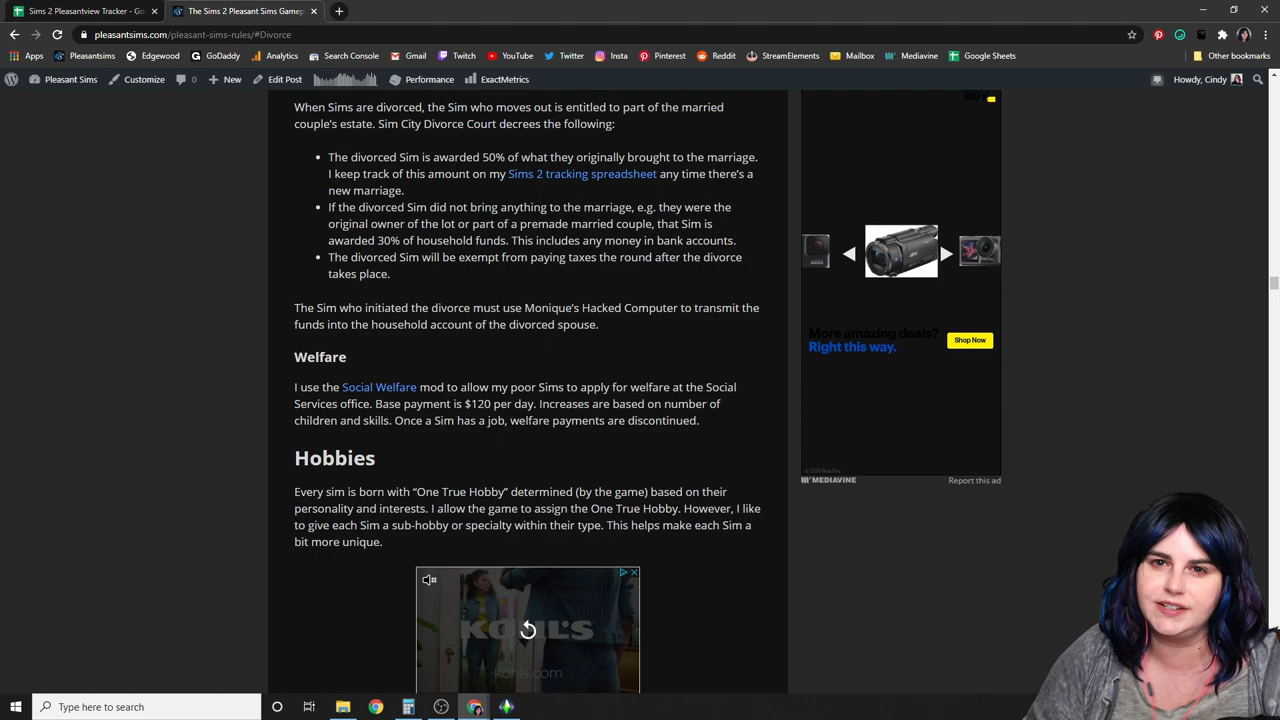 Sims 2 Pleasantview Tracker - Go
The Sims 2 Pleasant Sims Gamep
pleasantsims.com/pleasant-sims-rules/#Divorce
Apps Pleasantsims Edgewood GoDaddy Analytics Search Console Gmail Twitch YouTube Twitter Insta Pinterest Reddit StreamElements Mailbox Mediavine Google Sheets Other bookmarks
Pleasant Sims Customize 0 New Edit Post Performance ExactMetrics Howdy, Cindy
When Sims are divorced, the Sim who moves out is entitled to part of the married
couple's estate. Sim City Divorce Court decrees the following:
• The divorced Sim is awarded 50% of what they originally brought to the marriage.
I keep track of this amount on my Sims 2 tracking spreadsheet any time there's a
new marriage.
• If the divorced Sim did not bring anything to the marriage, e.g. they were the
original owner of the lot or part of a premade married couple, that Sim is
awarded 30% of household funds. This includes any money in bank accounts.
• The divorced Sim will be exempt from paying taxes the round after the divorce
takes place.
The Sim who initiated the divorce must use Monique's Hacked Computer to transmit the
funds into the household account of the divorced spouse.
Welfare
I use the Social Welfare mod to allow my poor Sims to apply for welfare at the Social
Services office. Base payment is $120 per day. Increases are based on number of
children and skills. Once a Sim has a job, welfare payments are discontinued.
Hobbies
Every sim is born with “One True Hobby” determined (by the game) based on their
personality and interests. I allow the game to assign the One True Hobby. However, I like
to give each Sim a sub-hobby or specialty within their type. This helps make each Sim a
bit more unique.
KOHL'S
kohls.com
BUY
More amazing deals?
Right this way.
Shop Now
MEDIAVINE
Report this ad
Type here to search